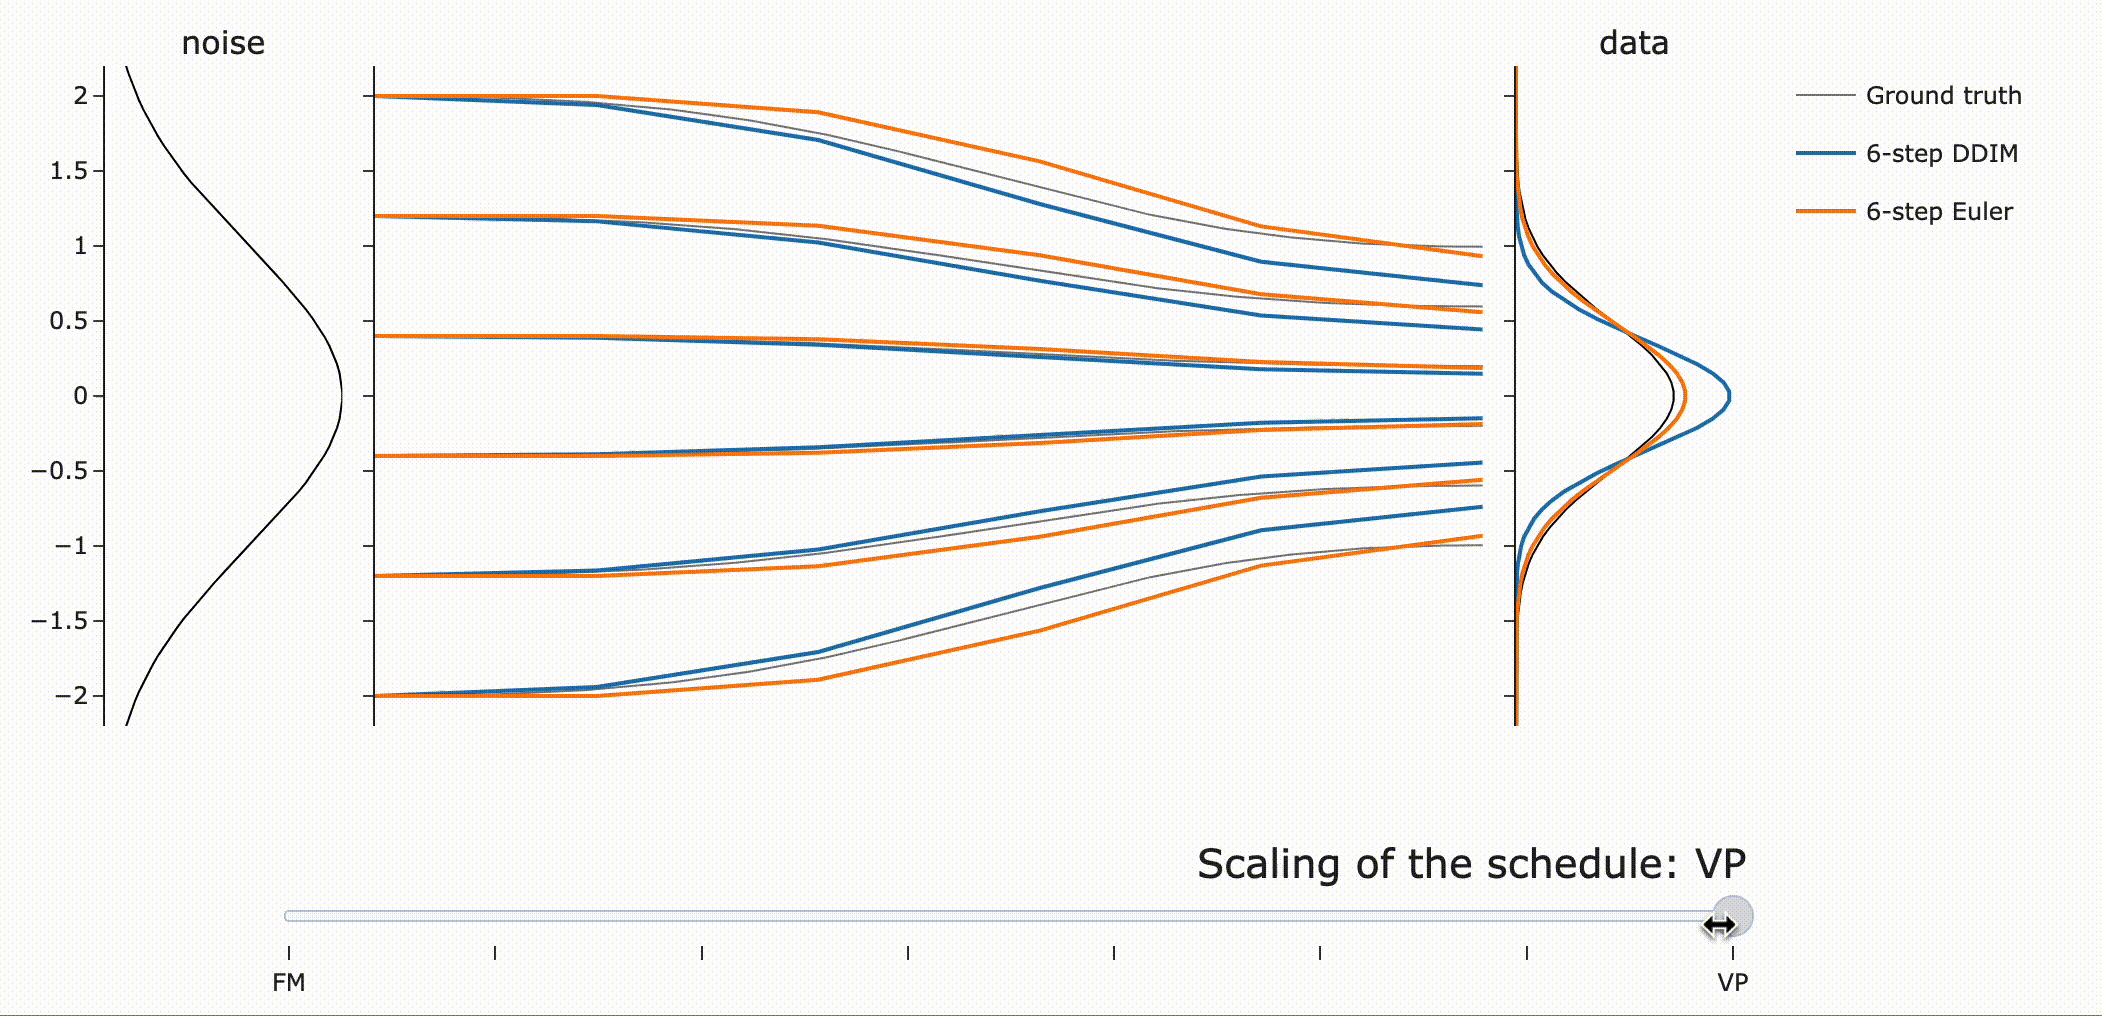 noise
data
2
1.5
1
0.5
0
−0.5
−1
−1.5
−2
Ground truth
6-step DDIM
6-step Euler
Scaling of the schedule: VP
FM
VP